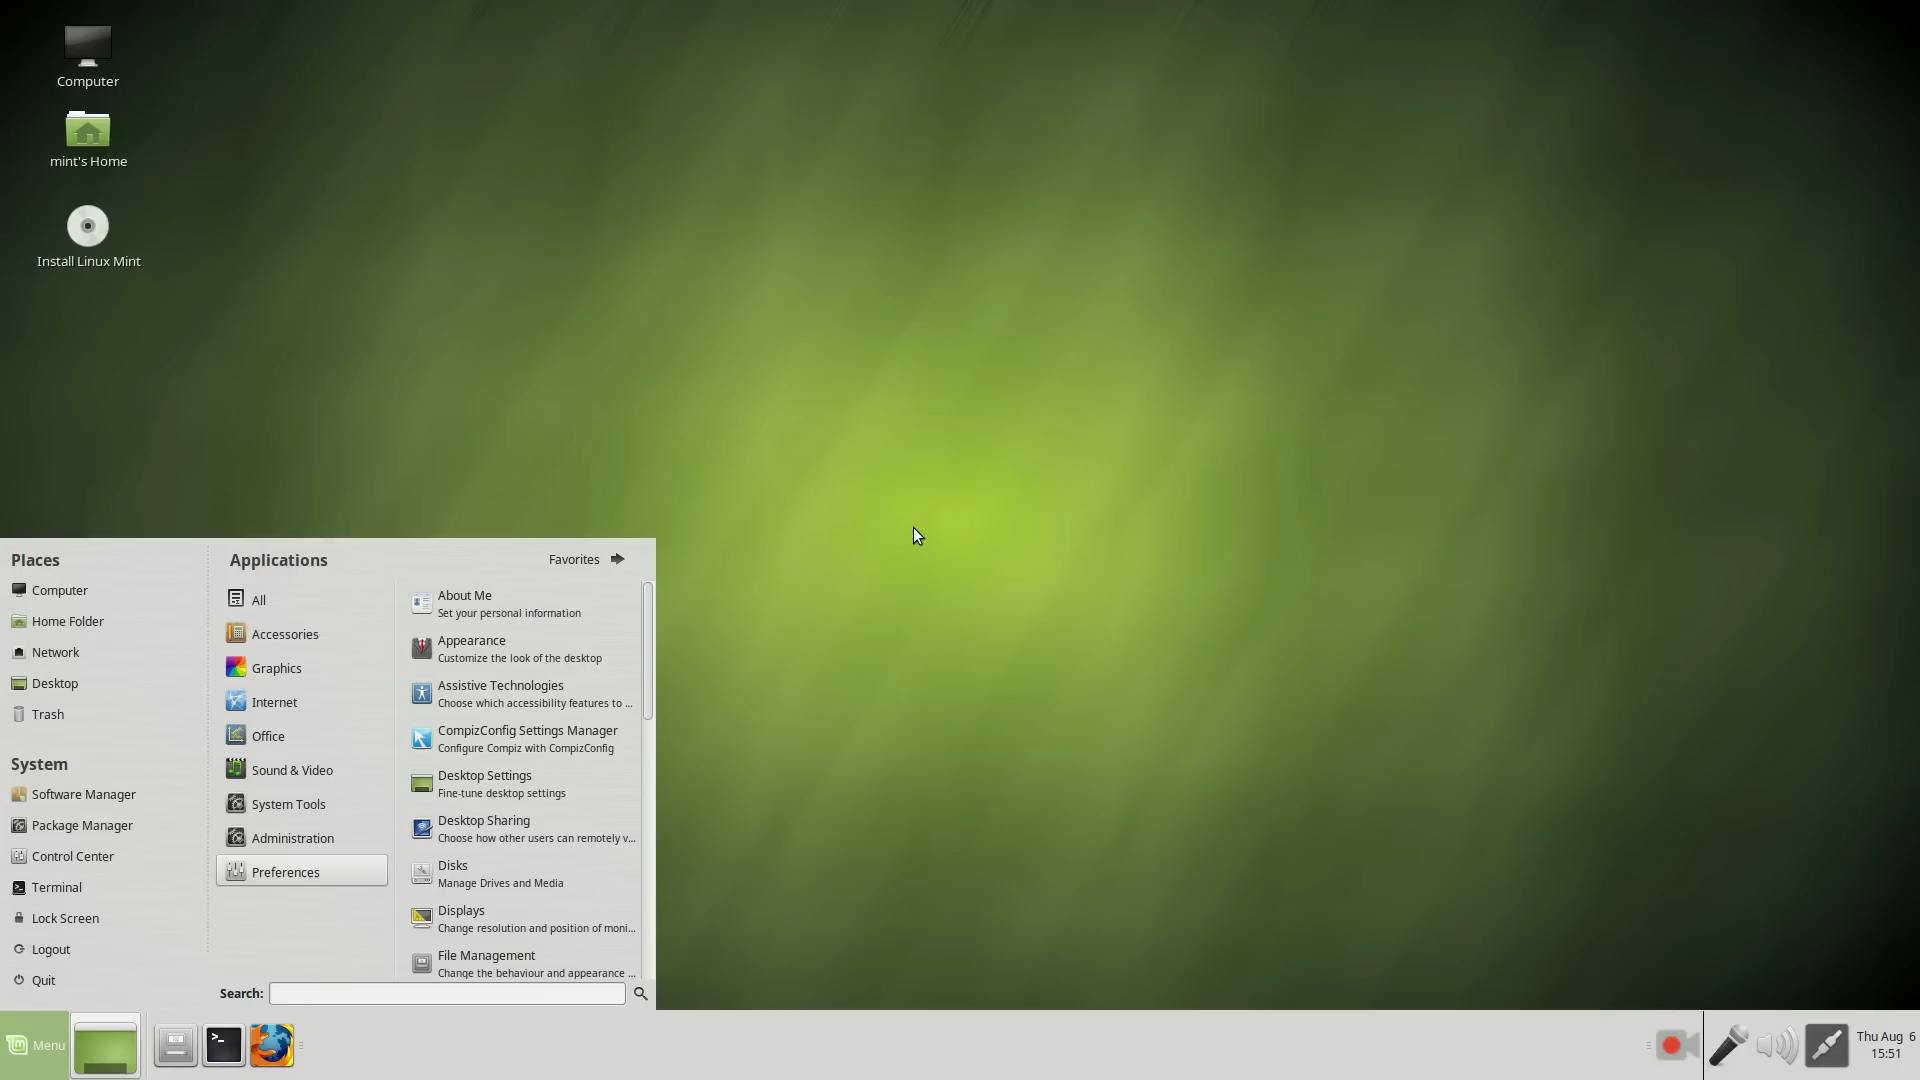 Computer
mint's Home
Install Linux Mint
Places
Computer
Home Folder
Network
Desktop
Trash
System
Software Manager
Package Manager
Control Center
Terminal
Lock Screen
Logout
Quit
Applications
Favorites
All
Accessories
Graphics
Internet
Office
Sound & Video
System Tools
Administration
Preferences
About Me
Set your personal information
Appearance
Customize the look of the desktop
Assistive Technologies
Choose which accessibility features to ...
CompizConfig Settings Manager
Configure Compiz with CompizConfig
Desktop Settings
Fine-tune desktop settings
Desktop Sharing
Choose how other users can remotely v...
Disks
Manage Drives and Media
Displays
Change resolution and position of moni...
File Management
Change the behaviour and appearance ...
Search:
Menu
Thu Aug 6
15:51